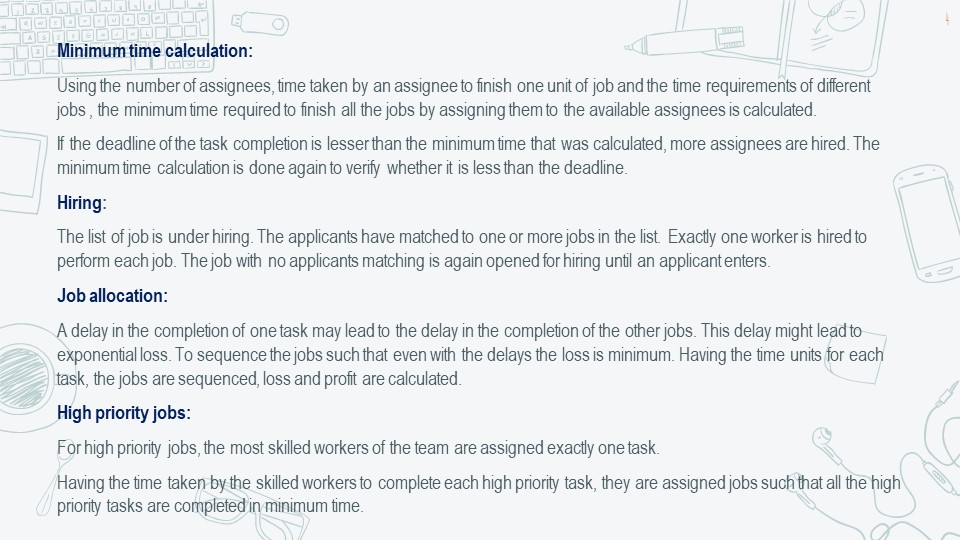 4
Minimum time calculation:
Using the number of assignees, time taken by an assignee to finish one unit of job and the time requirements of different
jobs , the minimum time required to finish all the jobs by assigning them to the available assignees is calculated.
If the deadline of the task completion is lesser than the minimum time that was calculated, more assignees are hired. The
minimum time calculation is done again to verify whether it is less than the deadline.
Hiring:
The list of job is under hiring. The applicants have matched to one or more jobs in the list. Exactly one worker is hired to
perform each job. The job with no applicants matching is again opened for hiring until an applicant enters.
Job allocation:
A delay in the completion of one task may lead to the delay in the completion of the other jobs. This delay might lead to
exponential loss. To sequence the jobs such that even with the delays the loss is minimum. Having the time units for each
task, the jobs are sequenced, loss and profit are calculated.
High priority jobs:
For high priority jobs, the most skilled workers of the team are assigned exactly one task.
Having the time taken by the skilled workers to complete each high priority task, they are assigned jobs such that all the high
priority tasks are completed in minimum time.